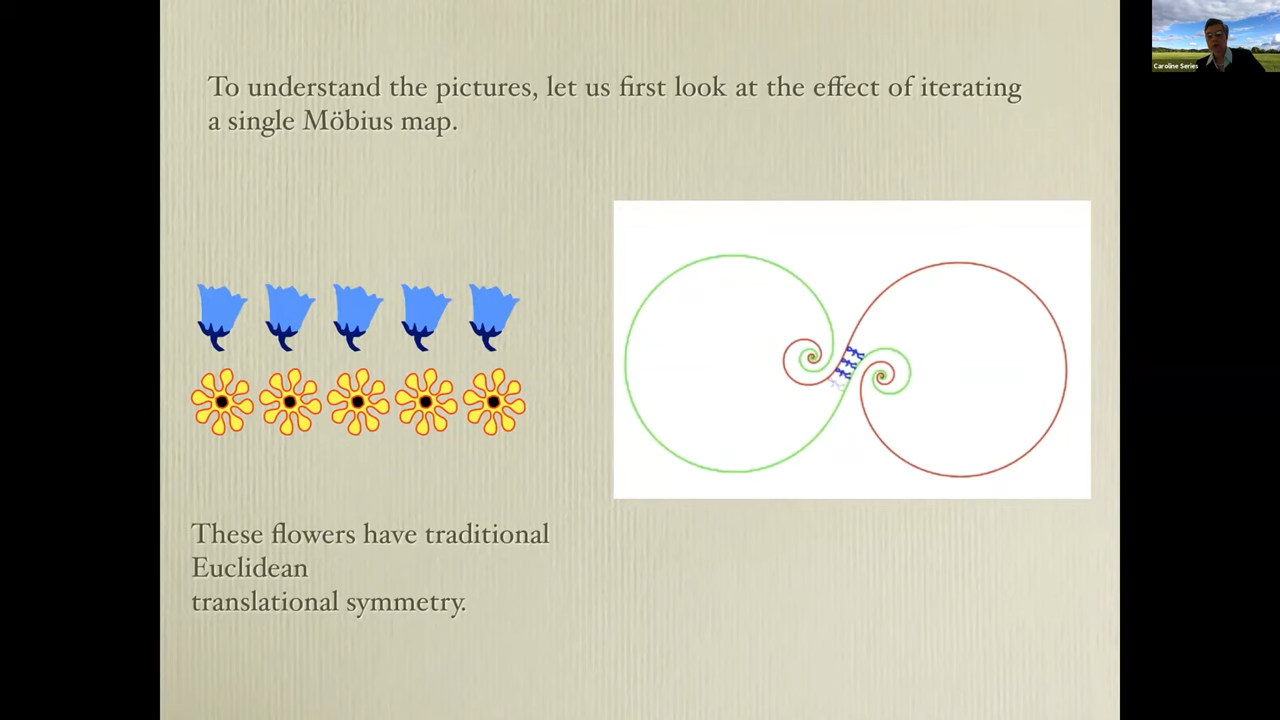 Caroline Series
To understand the pictures, let us first look at the effect of iterating
a single Möbius map.
These flowers have traditional
Euclidean
translational symmetry.